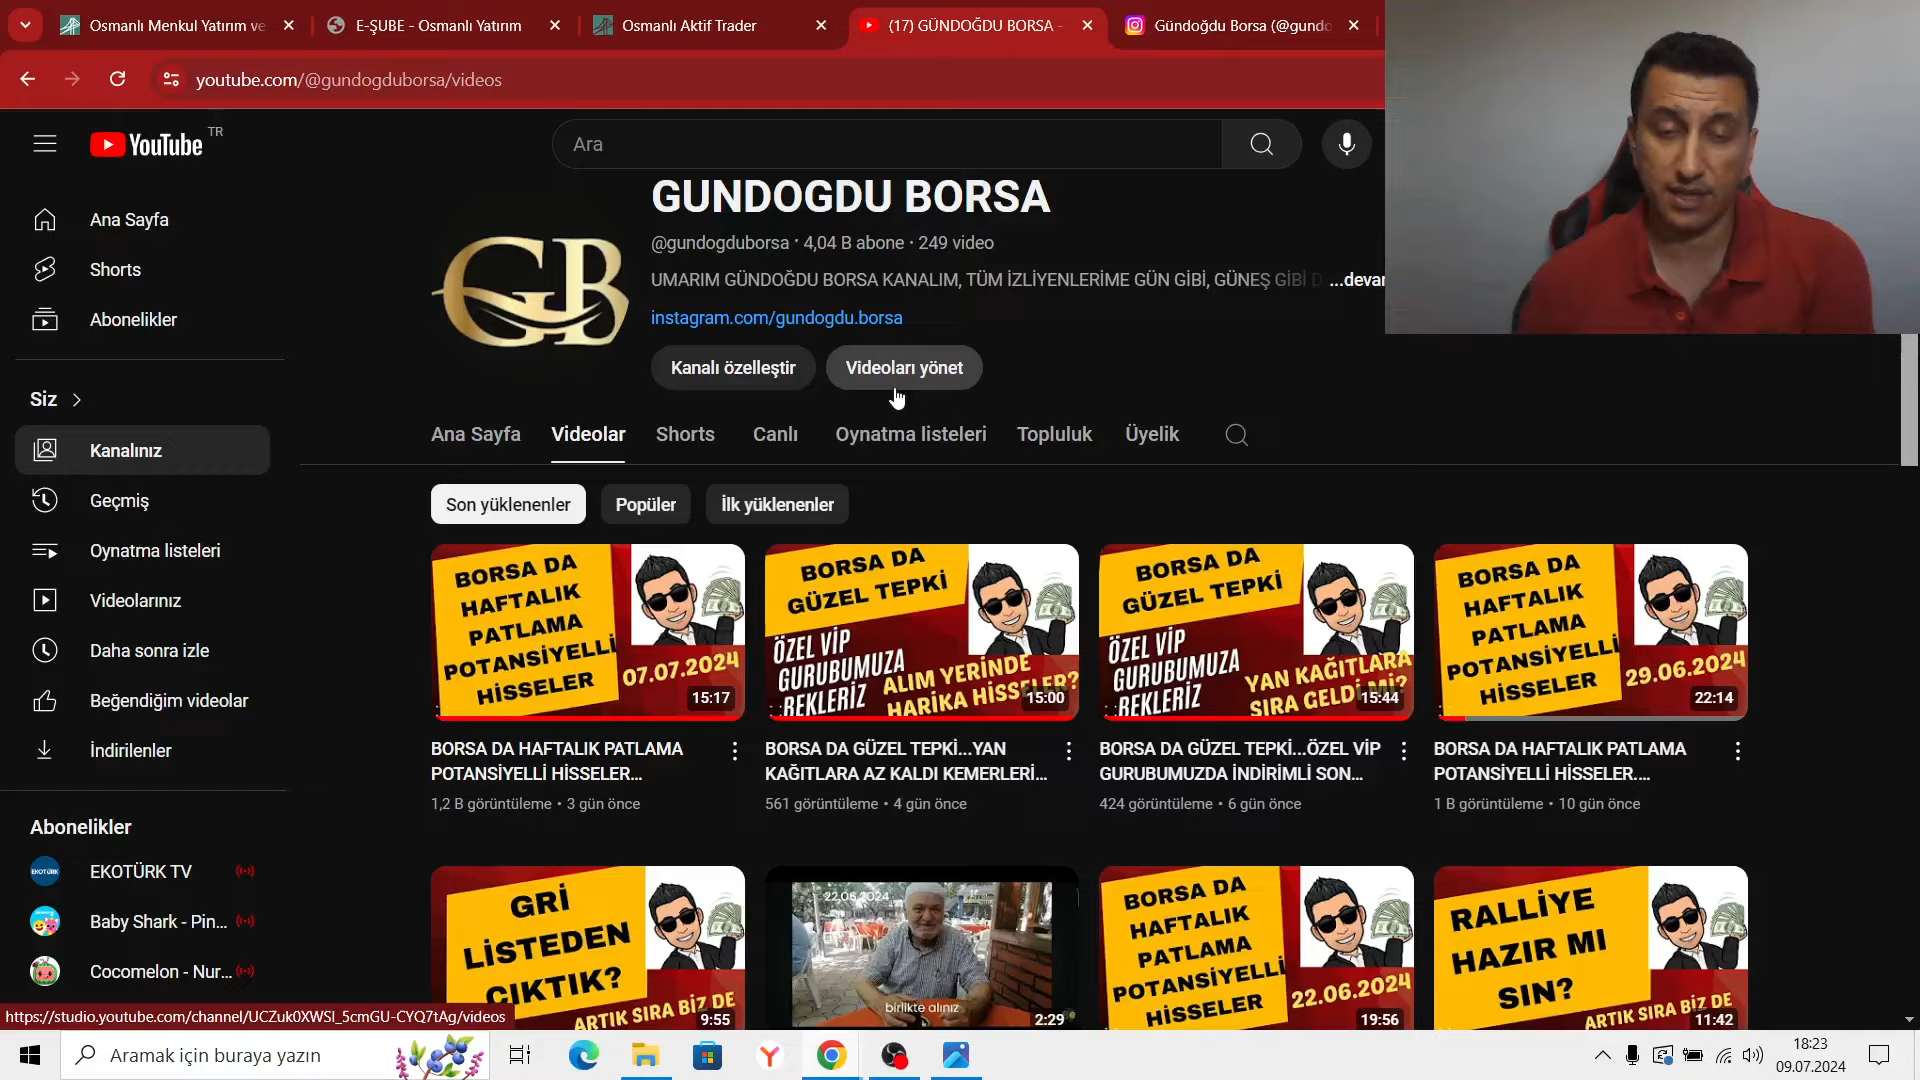 Osmanlı Menkul Yatırım ve
E-ŞUBE - Osmanlı Yatırım
Osmanlı Aktif Trader
(17) GÜNDOĞDU BORSA -
Gündoğdu Borsa (@gundo
youtube.com/@gundogduborsa/videos
YouTube TR
Ara
Ana Sayfa
Shorts
Abonelikler
Siz
Kanalınız
Geçmiş
Oynatma listeleri
Videolarınız
Daha sonra izle
Beğendiğim videolar
İndirilenler
Abonelikler
EKOTÜRK TV
Baby Shark - Pin...
Cocomelon - Nur...
GUNDOGDU BORSA
@gundogduborsa • 4,04 B abone • 249 video
UMARIM GÜNDOĞDU BORSA KANALIM, TÜM İZLİYENLERİME GÜN GİBİ, GÜNEŞ GİBİ D ...devam
instagram.com/gundogdu.borsa
Kanalı özelleştir
Videoları yönet
Ana Sayfa
Videolar
Shorts
Canlı
Oynatma listeleri
Topluluk
Üyelik
Son yüklenenler
Popüler
İlk yüklenenler
BORSA DA
HAFTALIK
PATLAMA
POTANSİYELLİ
HİSSELER
07.07.2024
15:17
BORSA DA HAFTALIK PATLAMA
POTANSİYELLİ HİSSELER...
1,2 B görüntüleme • 3 gün önce
BORSA DA
GÜZEL TEPKİ
ÖZEL VİP
GURUBUMUZA
BEKLERİZ
ALIM YERİNDE
HARİKA HİSSELER?
15:00
BORSA DA GÜZEL TEPKİ...YAN
KAĞITLARA AZ KALDI KEMERLERİ...
561 görüntüleme • 4 gün önce
BORSA DA
GÜZEL TEPKİ
ÖZEL VİP
GURUBUMUZA
BEKLERİZ
YAN KAĞITLARA
SIRA GELDİ Mİ?
15:44
BORSA DA GÜZEL TEPKİ...ÖZEL VİP
GURUBUMUZDA İNDİRİMLİ SON...
424 görüntüleme • 6 gün önce
BORSA DA
HAFTALIK
PATLAMA
POTANSİYELLİ
HİSSELER
29.06.2024
22:14
BORSA DA HAFTALIK PATLAMA
POTANSİYELLİ HİSSELER....
1 B görüntüleme • 10 gün önce
GRİ
LİSTEDEN
ÇIKTIK?
ARTIK SIRA BİZ DE
9:55
22.06.2024
birlikte alınız
2:29
BORSA DA
HAFTALIK
PATLAMA
POTANSİYELLİ
HİSSELER
22.06.2024
19:56
RALLİYE
HAZIR MI
SIN?
ARTIK SIRA BİZ DE
11:42
https://studio.youtube.com/channel/UCZuk0XWSI_5cmGU-CYQ7tAg/videos
Aramak için buraya yazın
18:23
09.07.2024